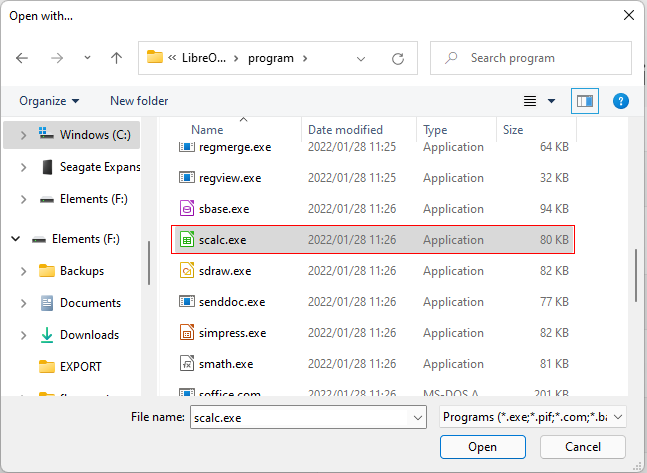 Open with...
« LibreO... › program ›
Search program
Organize
New folder
?
Name Date modified Type Size
Windows (C:)
Seagate Expans
Elements (F:)
Elements (F:)
Backups
Documents
Downloads
EXPORT
regmerge.exe 2022/01/28 11:25 Application 64 KB
regview.exe 2022/01/28 11:25 Application 32 KB
sbase.exe 2022/01/28 11:26 Application 94 KB
scalc.exe 2022/01/28 11:26 Application 80 KB
sdraw.exe 2022/01/28 11:26 Application 82 KB
senddoc.exe 2022/01/28 11:26 Application 77 KB
simpress.exe 2022/01/28 11:26 Application 82 KB
smath.exe 2022/01/28 11:26 Application 81 KB
soffice.com 2022/01/28 11:26 MS-DOS A 201 KB
File name: scalc.exe
Programs (*.exe;*.pif;*.com;*.ba
Open
Cancel